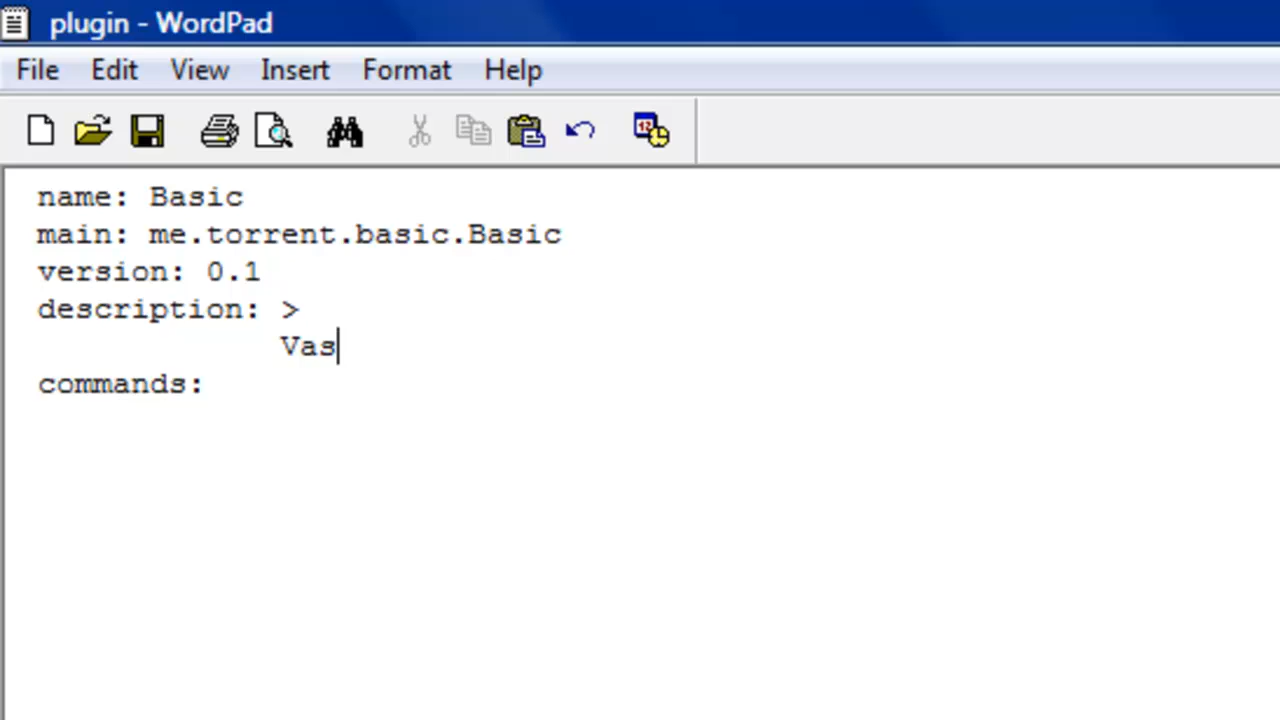 plugin - WordPad
File Edit View Insert Format Help
name: Basic
main: me.torrent.basic.Basic
version: 0.1
description: >
Vas
commands: